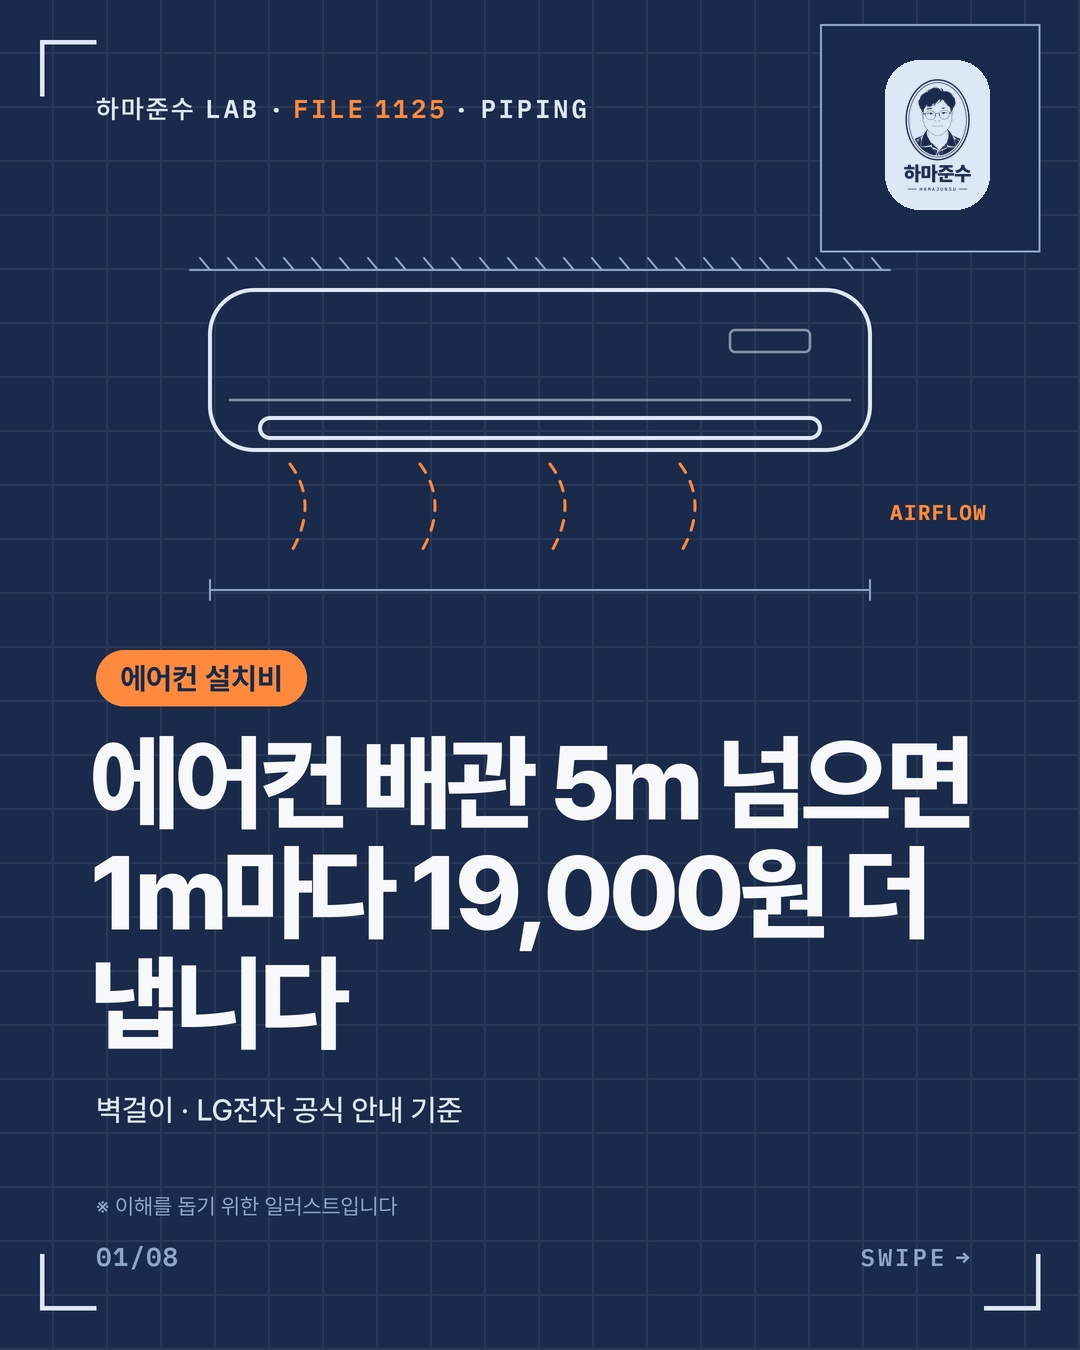 하마준수 LAB · FILE 1125 · PIPING
하마준수
HAMAJUNSU
AIRFLOW
에어컨 설치비
에어컨 배관 5m 넘으면
1m마다 19,000원 더
냅니다
벽걸이 · LG전자 공식 안내 기준
※ 이해를 돕기 위한 일러스트입니다
01/08
SWIPE →